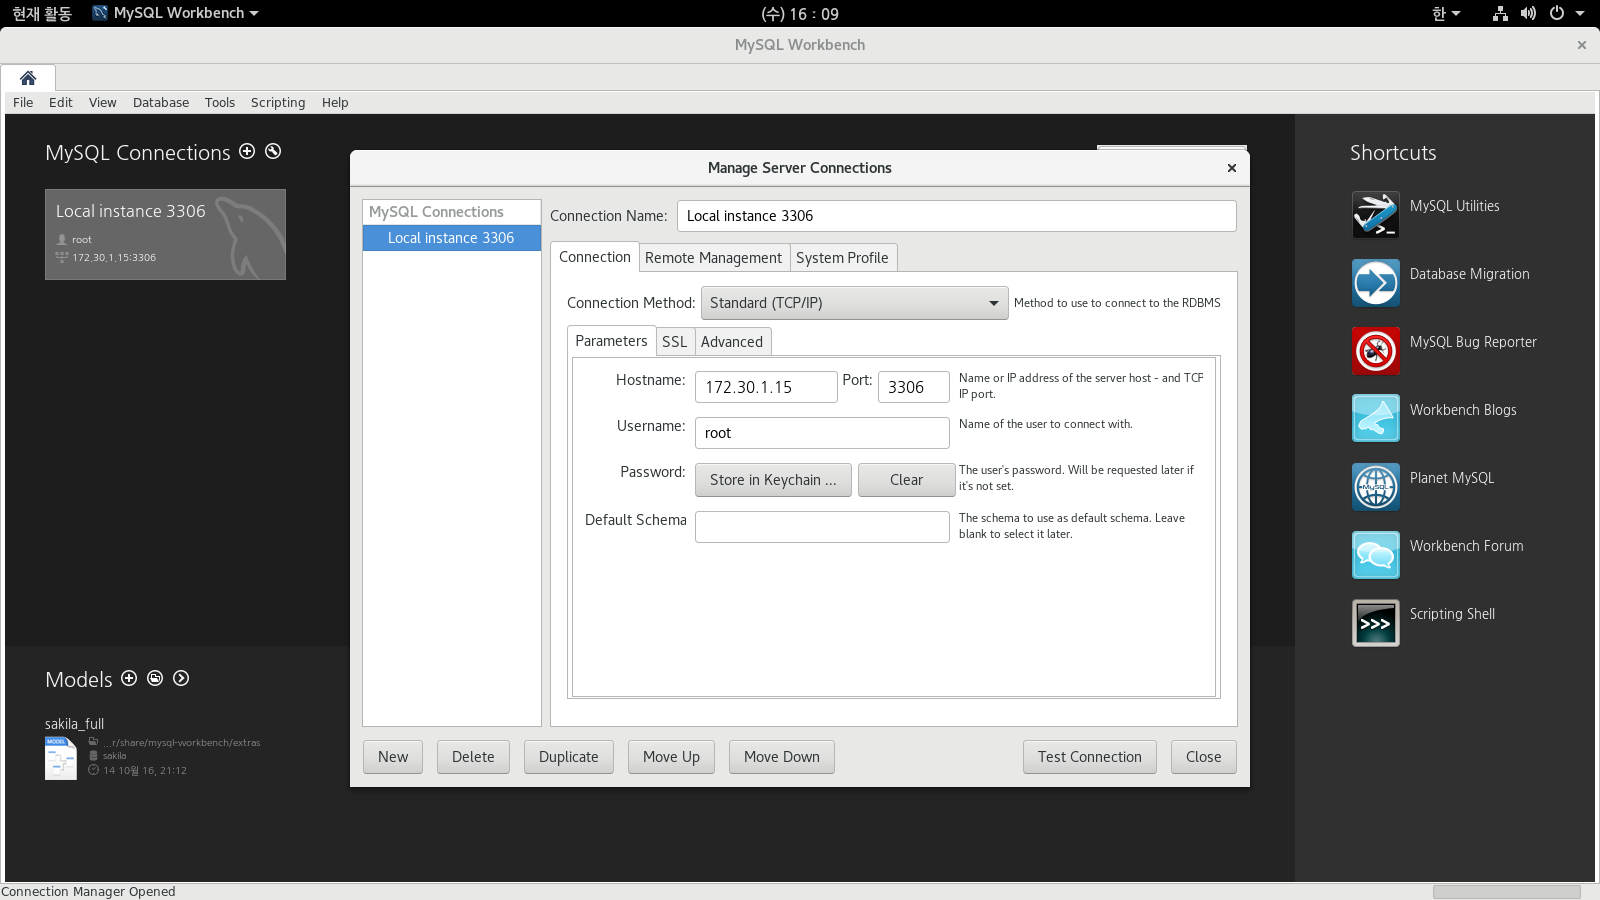 현재 활동 MySQL Workbench (수) 16 : 09 한
MySQL Workbench
File Edit View Database Tools Scripting Help
MySQL Connections
Local instance 3306
root
172.30.1.15:3306
Models
sakila_full
MODEL
...r/share/mysql-workbench/extras
sakila
14 10월 16, 21:12
Manage Server Connections
MySQL Connections
Local instance 3306
Connection Name: Local instance 3306
Connection Remote Management System Profile
Connection Method: Standard (TCP/IP) Method to use to connect to the RDBMS
Parameters SSL Advanced
Hostname: 172.30.1.15 Port: 3306 Name or IP address of the server host - and TCP
IP port.
Username: root Name of the user to connect with.
Password: Store in Keychain ... Clear The user's password. Will be requested later if
it's not set.
Default Schema The schema to use as default schema. Leave
blank to select it later.
New Delete Duplicate Move Up Move Down Test Connection Close
Shortcuts
MySQL Utilities
>_
Database Migration
MySQL Bug Reporter
Workbench Blogs
Planet MySQL
MySQL
Workbench Forum
Scripting Shell
>>>
Connection Manager Opened